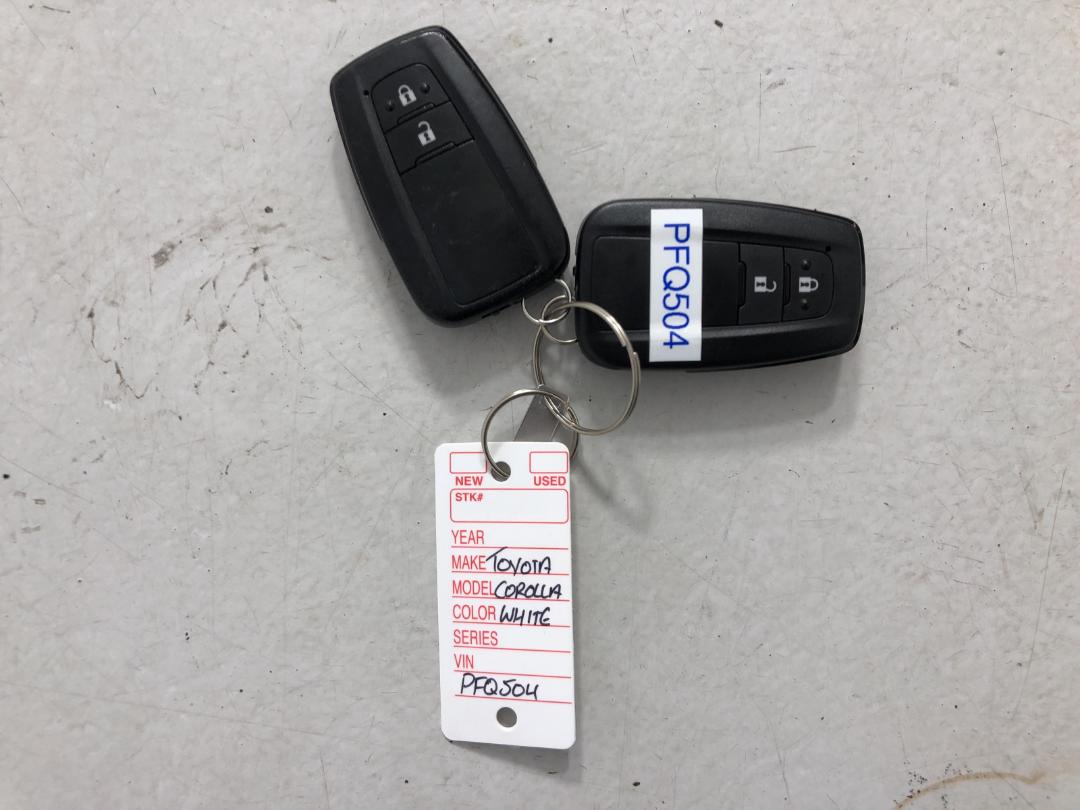 PFQ504
NEW USED
STK#
YEAR
MAKE TOYOTA
MODEL COROLLA
COLOR WHITE
SERIES
VIN
PFQ504